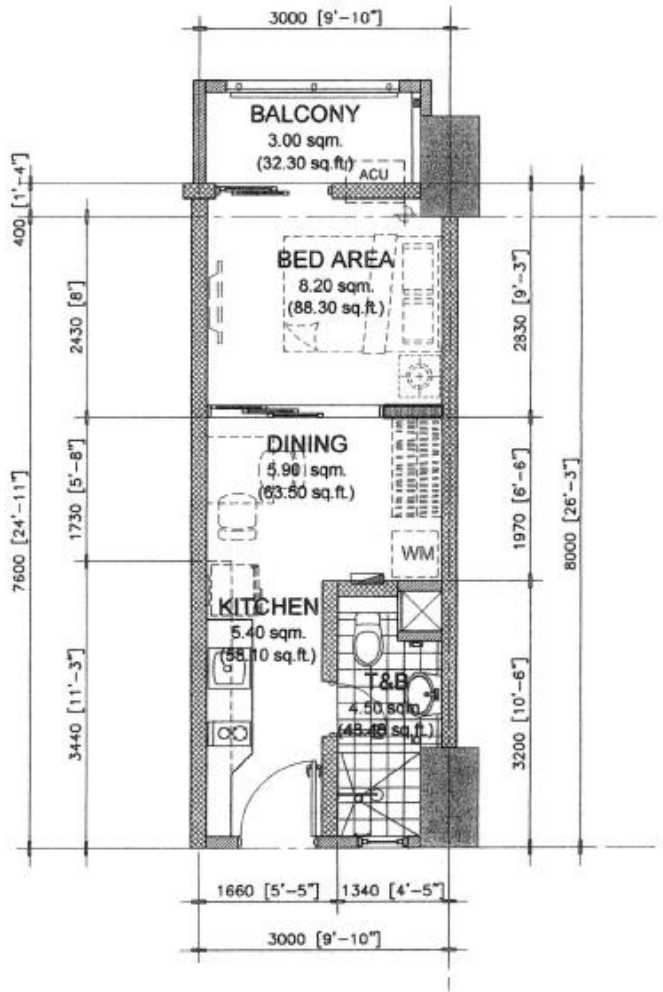 3000 [9'-10"]
BALCONY
3.00 sqm.
(32.30 sq.ft.)
ACU
400 [1'-4"]
BED AREA
8.20 sqm.
(88.30 sq.ft.)
2430 [8']
2830 [9'-3"]
DINING
5.90 sqm.
(63.50 sq.ft.)
1730 [5'-8"]
7600 [24'-11"]
1970 [6'-6"]
8000 [26'-3"]
WM
KITCHEN
5.40 sqm.
(58.10 sq.ft.)
T&B
4.50 sqm.
(48.48 sq.ft.)
3440 [11'-3"]
3200 [10'-6"]
1660 [5'-5"]
1340 [4'-5"]
3000 [9'-10"]